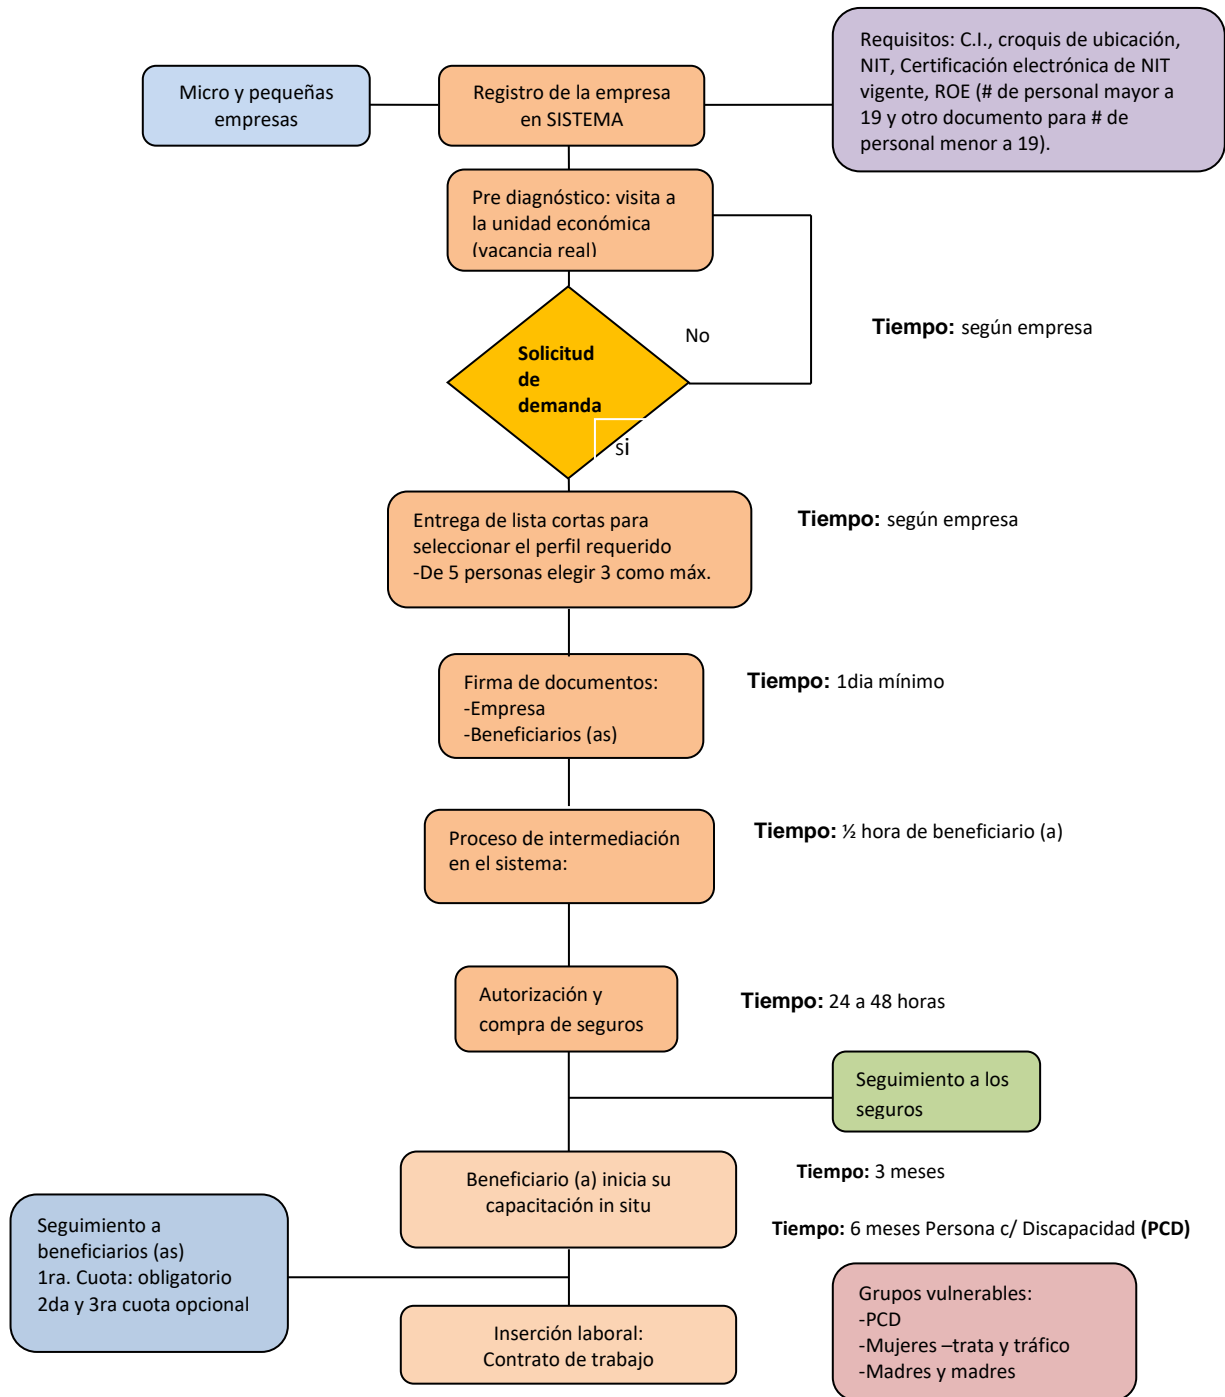 Micro y pequeñas
empresas
Registro de la empresa
en SISTEMA
Requisitos: C.I., croquis de ubicación,
NIT, Certificación electrónica de NIT
vigente, ROE (# de personal mayor a
19 y otro documento para # de
personal menor a 19).
Pre diagnóstico: visita a
la unidad económica
(vacancia real)
No
Tiempo: según empresa
Solicitud
de
demanda
si
Entrega de lista cortas para
seleccionar el perfil requerido
-De 5 personas elegir 3 como máx.
Tiempo: según empresa
Firma de documentos:
-Empresa
-Beneficiarios (as)
Tiempo: 1dia mínimo
Proceso de intermediación
en el sistema:
Tiempo: ½ hora de beneficiario (a)
Autorización y
compra de seguros
Tiempo: 24 a 48 horas
Seguimiento a los
seguros
Beneficiario (a) inicia su
capacitación in situ
Tiempo: 3 meses
Tiempo: 6 meses Persona c/ Discapacidad (PCD)
Seguimiento a
beneficiarios (as)
1ra. Cuota: obligatorio
2da y 3ra cuota opcional
Inserción laboral:
Contrato de trabajo
Grupos vulnerables:
-PCD
-Mujeres –trata y tráfico
-Madres y madres